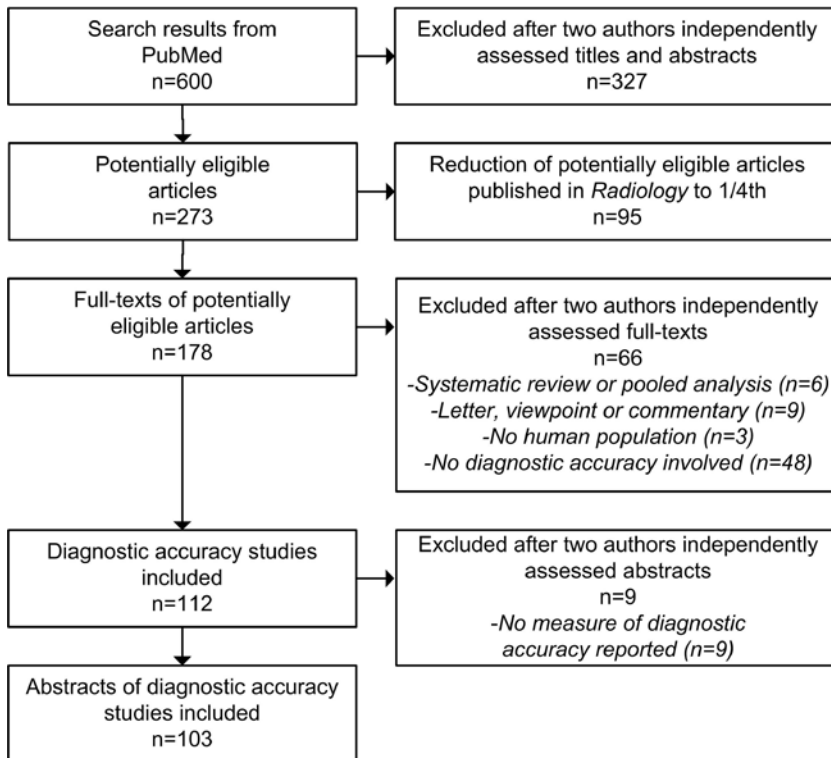 Search results from
PubMed
n=600
Excluded after two authors independently
assessed titles and abstracts
n=327
Potentially eligible
articles
n=273
Reduction of potentially eligible articles
published in Radiology to 1/4th
n=95
Full-texts of potentially
eligible articles
n=178
Excluded after two authors independently
assessed full-texts
n=66
-Systematic review or pooled analysis (n=6)
-Letter, viewpoint or commentary (n=9)
-No human population (n=3)
-No diagnostic accuracy involved (n=48)
Diagnostic accuracy studies
included
n=112
Excluded after two authors independently
assessed abstracts
n=9
-No measure of diagnostic
accuracy reported (n=9)
Abstracts of diagnostic accuracy
studies included
n=103